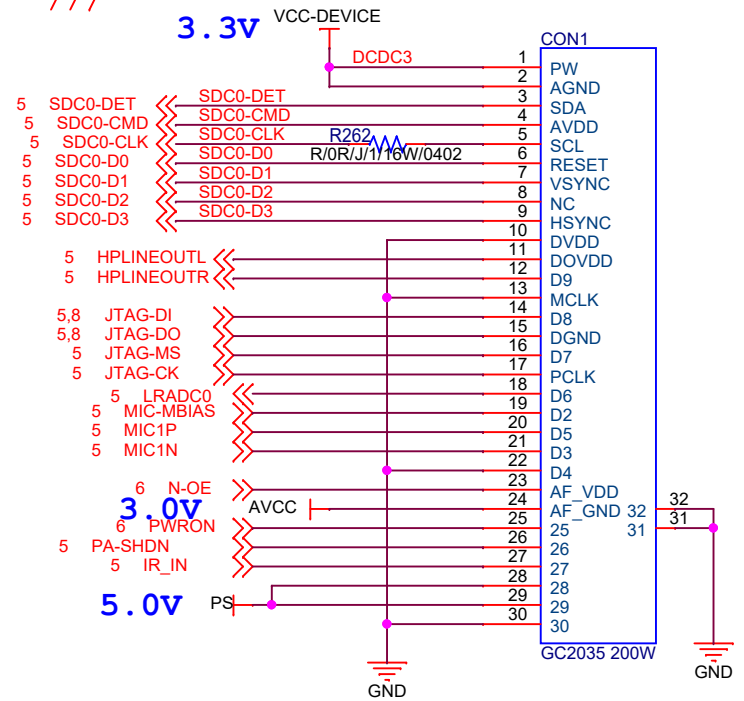 3.3V VCC-DEVICE
CON1
DCDC3 1 PW
2 AGND
5 SDC0-DET SDC0-DET 3 SDA
5 SDC0-CMD SDC0-CMD 4 AVDD
5 SDC0-CLK SDC0-CLK R262 5 SCL
5 SDC0-D0 SDC0-D0 R/0R/J/1/16W/0402 6 RESET
5 SDC0-D1 SDC0-D1 7 VSYNC
5 SDC0-D2 SDC0-D2 8 NC
5 SDC0-D3 SDC0-D3 9 HSYNC
10 DVDD
5 HPLINEOUTL 11 DOVDD
5 HPLINEOUTR 12 D9
13 MCLK
5,8 JTAG-DI 14 D8
5,8 JTAG-DO 15 DGND
5 JTAG-MS 16 D7
5 JTAG-CK 17 PCLK
5 LRADC0 18 D6
5 MIC-MBIAS 19 D2
5 MIC1P 20 D5
5 MIC1N 21 D3
22 D4
6 N-OE 23 AF_VDD
3.0V AVCC 24 AF_GND 32 32
6 PWRON 25 25 31 31
5 PA-SHDN 26 26
5 IR_IN 27 27
28 28
5.0V PS 29 29
30 30
GC2035 200W
GND
GND